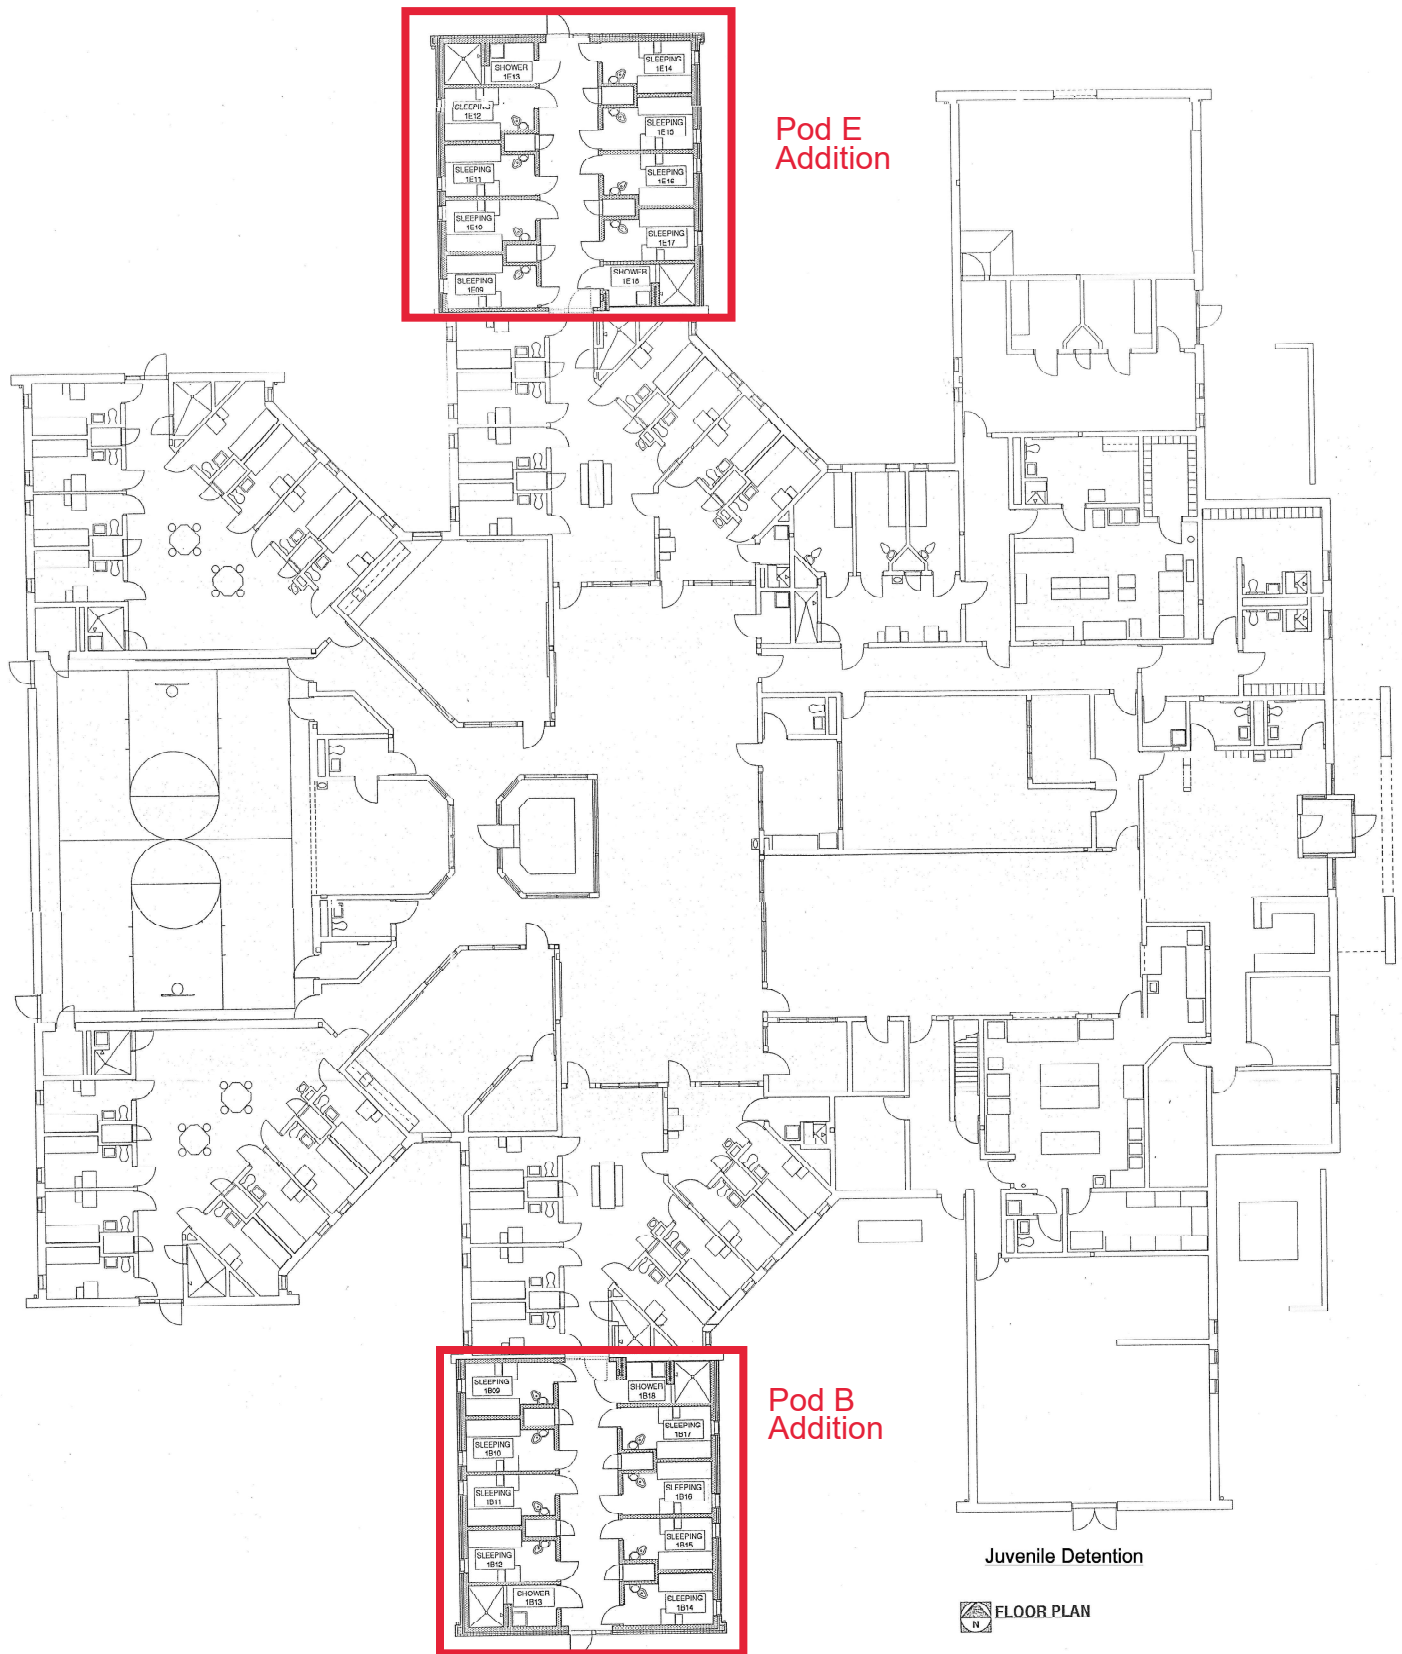 SHOWER
1E13
SLEEPING
1E14
SLEEPING
1E12
SLEEPING
1E15
SLEEPING
1E11
SLEEPING
1E16
SLEEPING
1E10
SLEEPING
1E17
SLEEPING
1E09
SHOWER
1E18
Pod E
Addition
SLEEPING
1B09
SHOWER
1B18
SLEEPING
1B17
SLEEPING
1B10
SLEEPING
1B11
SLEEPING
1B16
SLEEPING
1B12
SLEEPING
1B15
SHOWER
1B13
SLEEPING
1B14
Pod B
Addition
Juvenile Detention
FLOOR PLAN
N